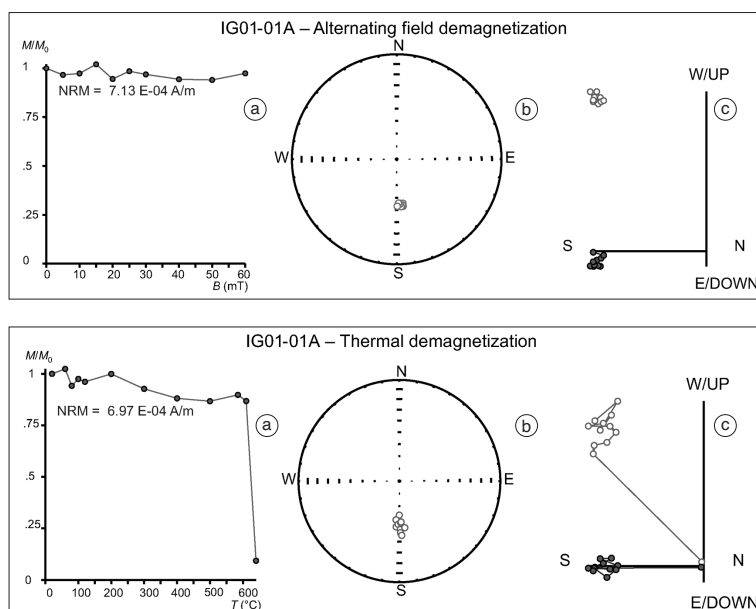 IG01-01A – Alternating field demagnetization
M/M0
1
.75
.5
.25
0
NRM = 7.13 E-04 A/m
0 10 20 30 40 50 60
B (mT)
a
N
W
E
S
b
c
W/UP
S
N
E/DOWN
IG01-01A – Thermal demagnetization
M/M0
1
.75
.5
.25
0
NRM = 6.97 E-04 A/m
0 100 200 300 400 500 600
T (°C)
a
N
W
E
S
b
c
W/UP
S
N
E/DOWN